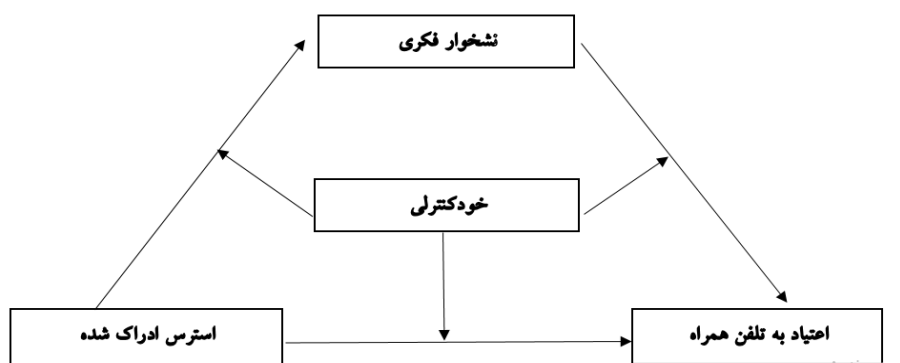 نشخوار فکری
خودکنترلی
استرس ادراک شده
اعتیاد به تلفن همراه